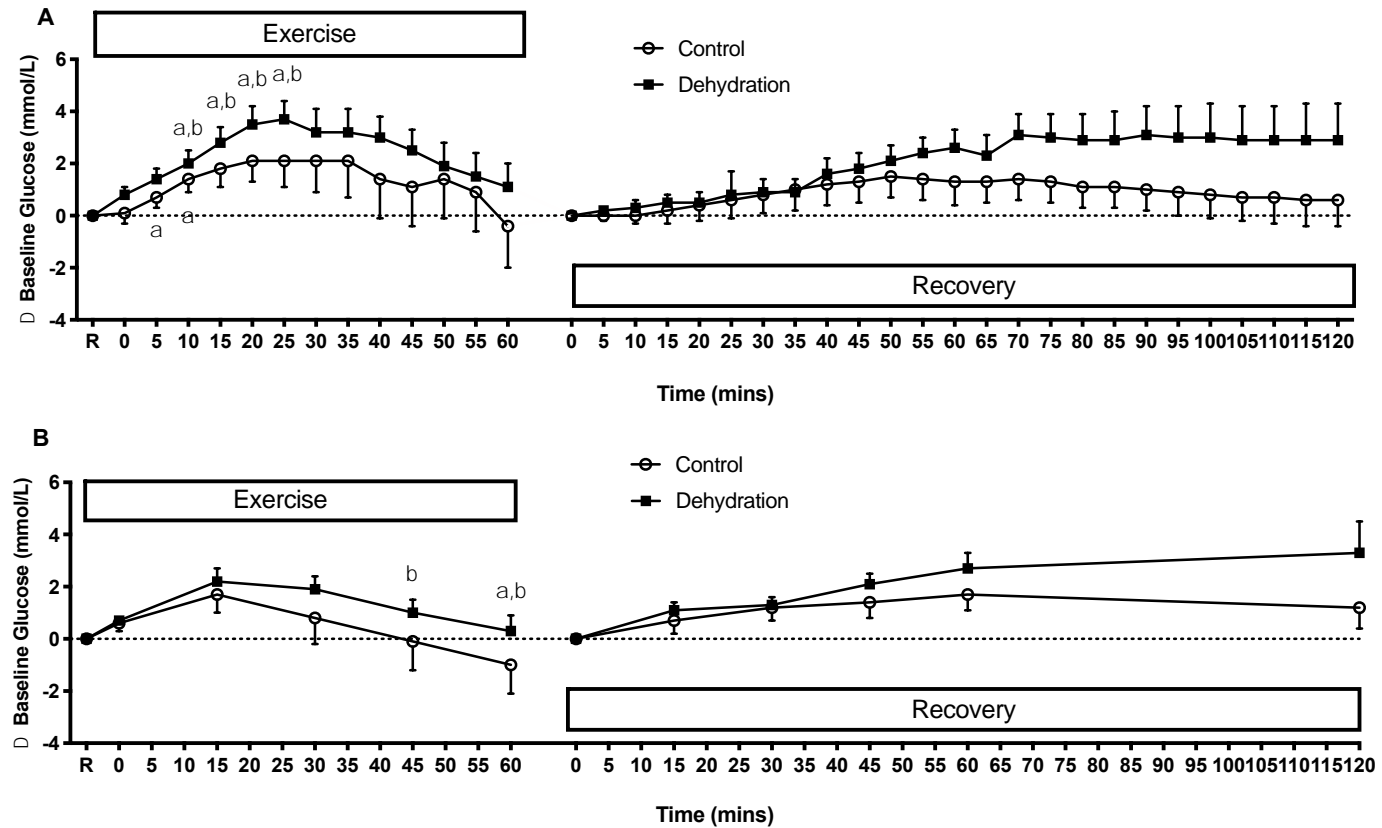 A
Exercise
Control
Dehydration
6
4
2
0
-2
-4
D Baseline Glucose (mmol/L)
a,b
a,b
a,b
a,b
a
a
Recovery
R 0 5 10 15 20 25 30 35 40 45 50 55 60
0 5 10 15 20 25 30 35 40 45 50 55 60 65 70 75 80 85 90 95 100105110115120
Time (mins)
B
Control
Dehydration
Exercise
6
4
2
0
-2
-4
D Baseline Glucose (mmol/L)
b
a,b
Recovery
R 0 5 10 15 20 25 30 35 40 45 50 55 60
0 5 10 15 20 25 30 35 40 45 50 55 60 65 70 75 80 85 90 95 100105110115120
Time (mins)